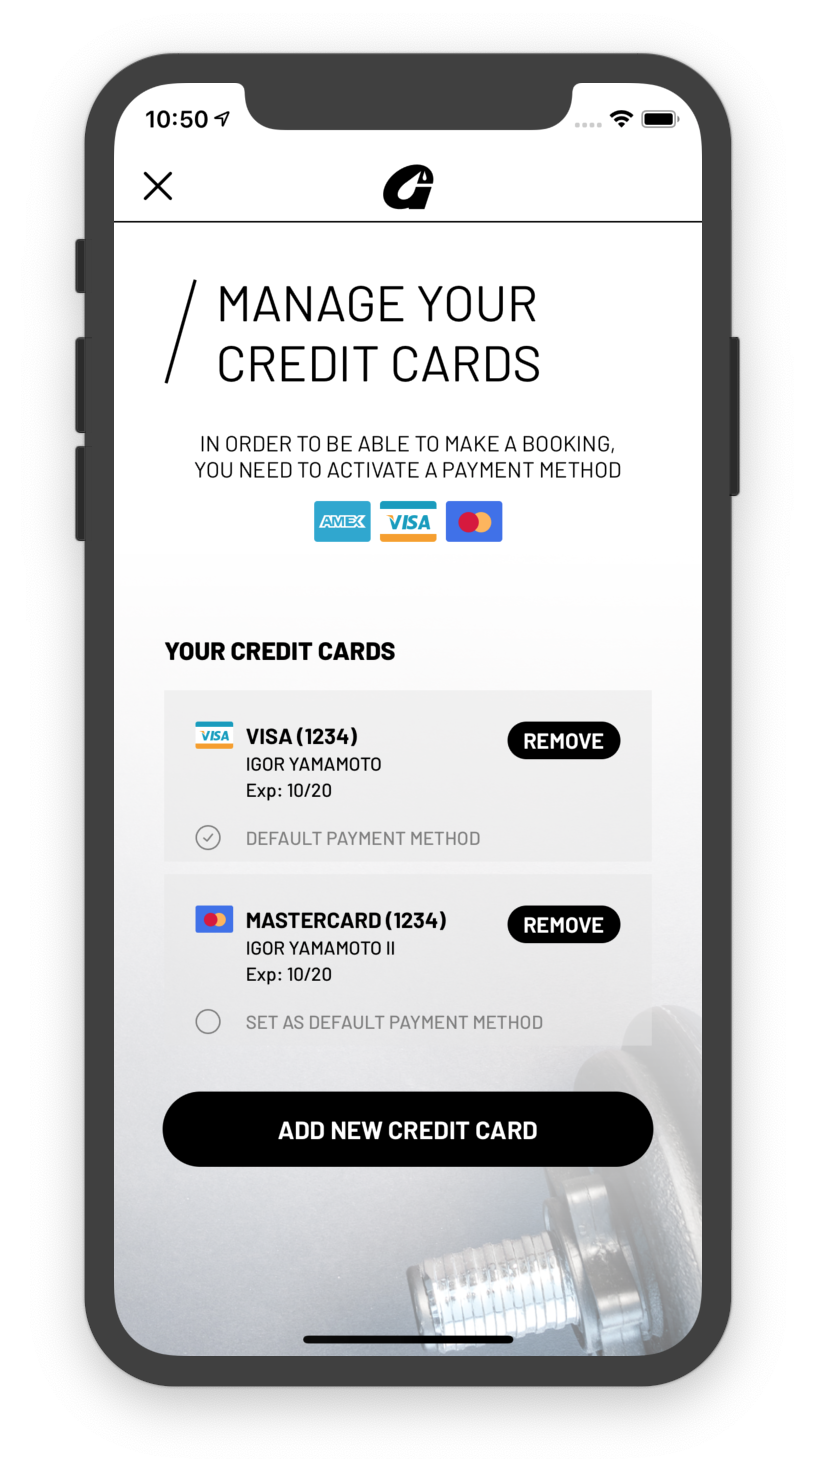 10:50
MANAGE YOUR
CREDIT CARDS
IN ORDER TO BE ABLE TO MAKE A BOOKING,
YOU NEED TO ACTIVATE A PAYMENT METHOD
AMEX VISA
YOUR CREDIT CARDS
VISA VISA (1234) REMOVE
IGOR YAMAMOTO
Exp: 10/20
DEFAULT PAYMENT METHOD
MASTERCARD (1234) REMOVE
IGOR YAMAMOTO II
Exp: 10/20
SET AS DEFAULT PAYMENT METHOD
ADD NEW CREDIT CARD